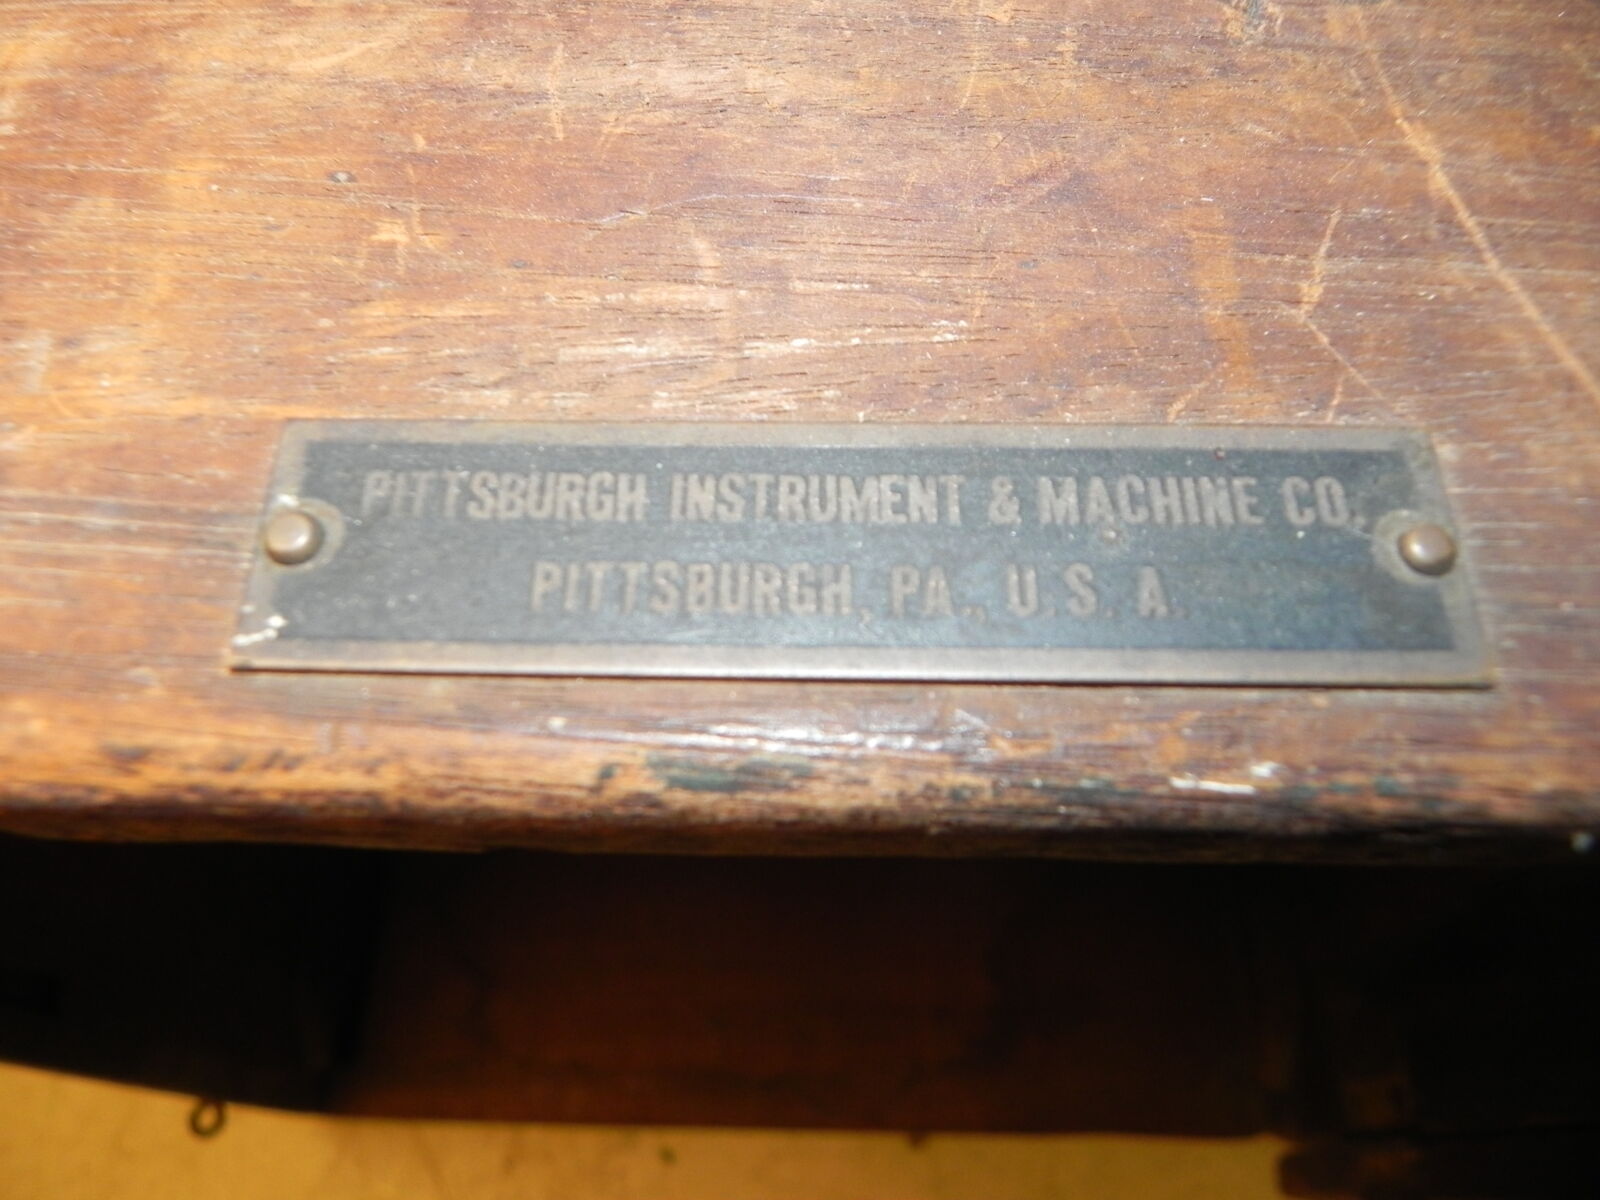 PITTSBURGH INSTRUMENT & MACHINE CO.
PITTSBURGH, PA., U. S. A.